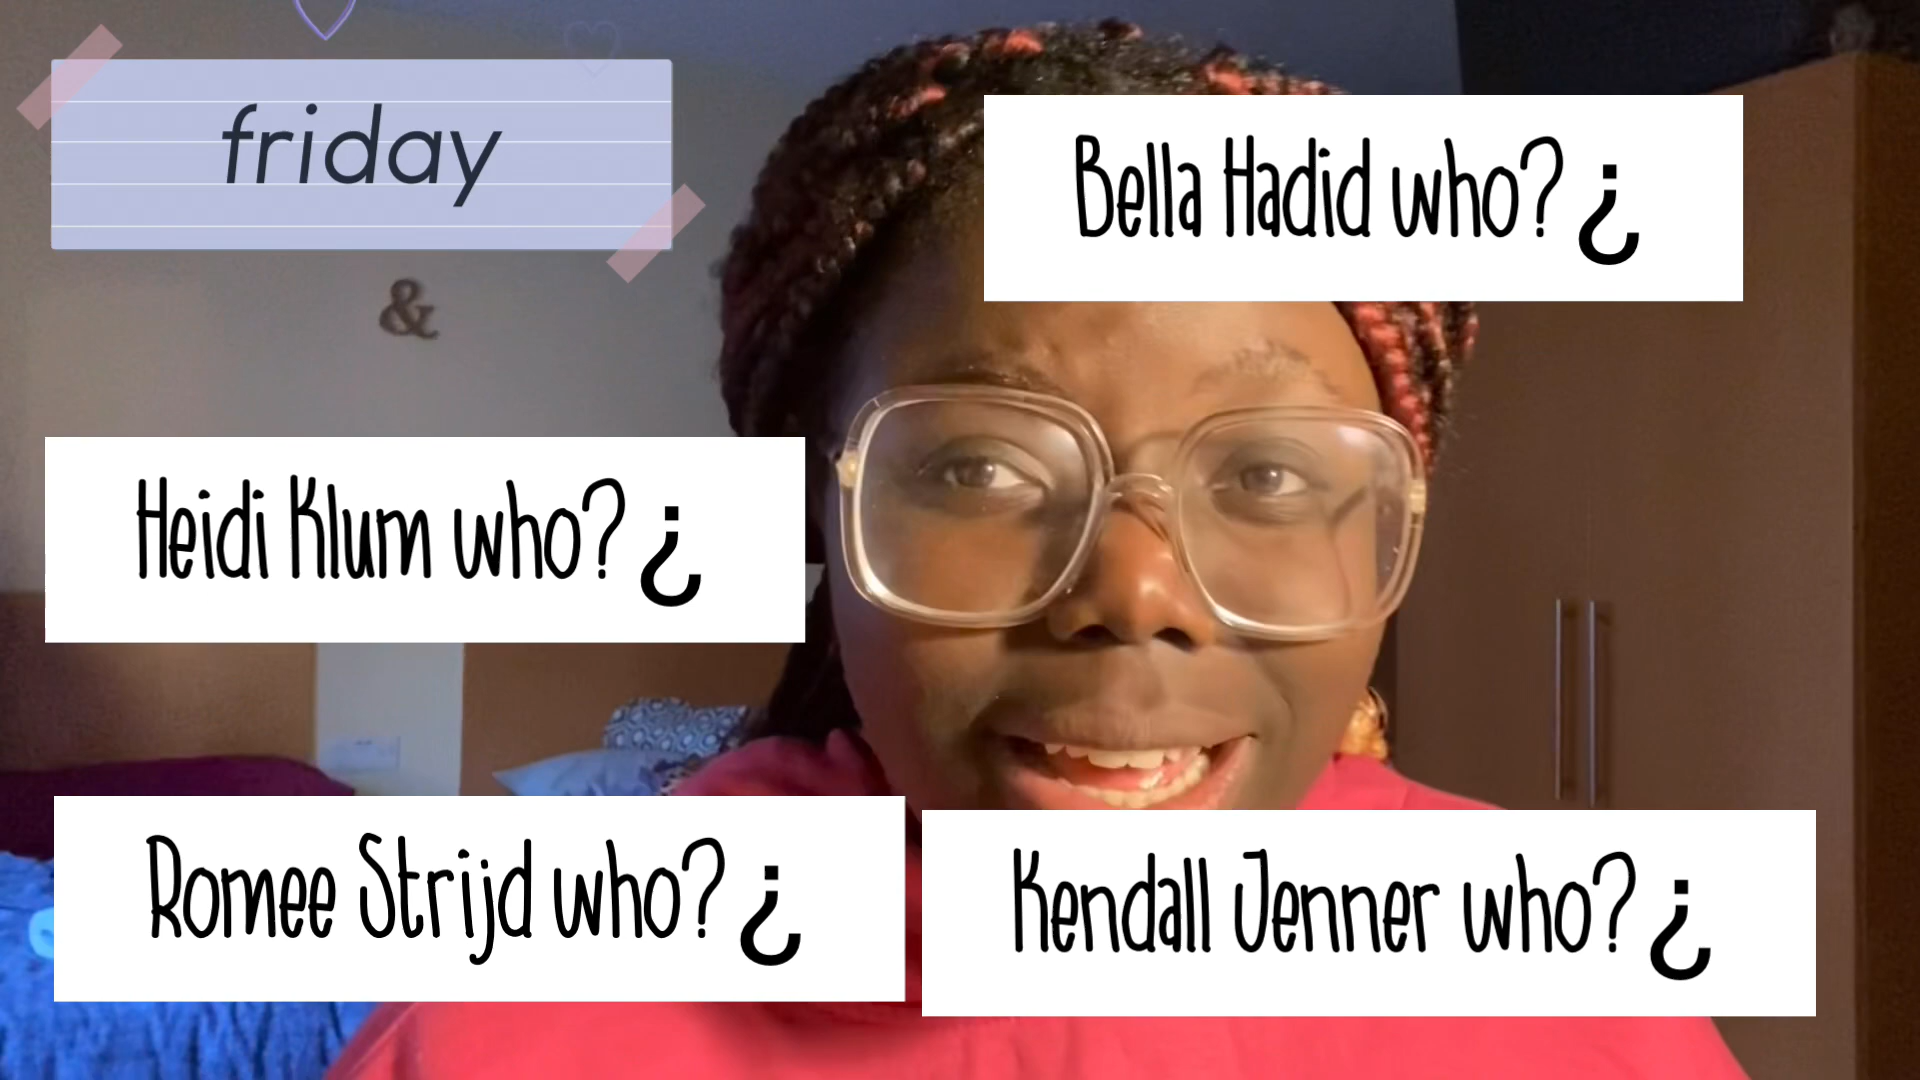 friday
Bella Hadid who?¿
&
Heidi Klum who?¿
Romee Strijd who?¿
Kendall Jenner who?¿